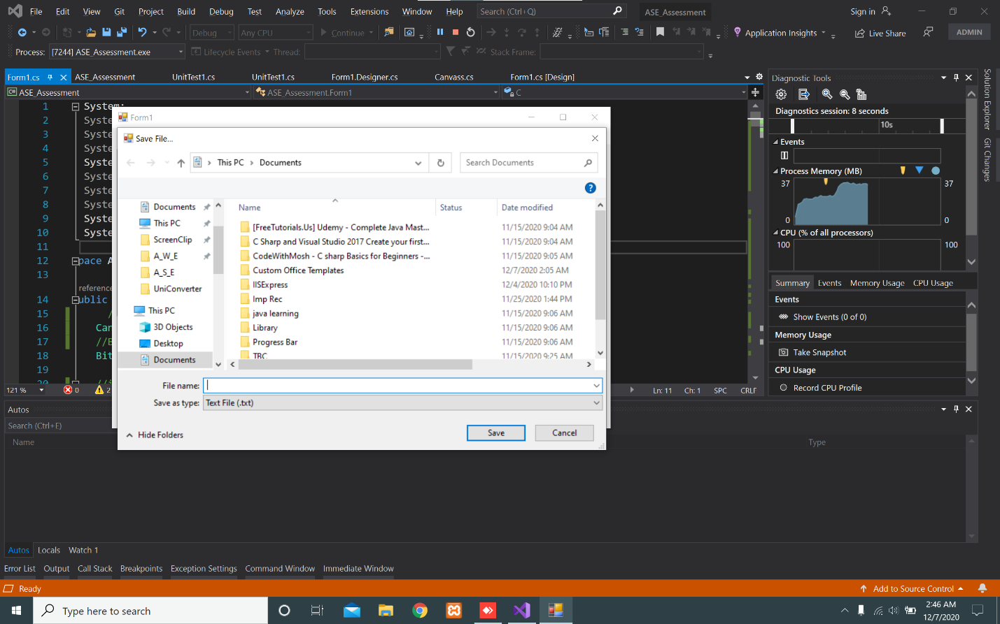 File Edit View Git Project Build Debug Test Analyze Tools Extensions Window Help Search (Ctrl+Q) ASE_Assessment Sign in
Debug Any CPU Continue Application Insights Live Share ADMIN
Process: [7244] ASE_Assessment.exe Lifecycle Events Thread: Stack Frame:
Form1.cs ASE_Assessment UnitTest1.cs UnitTest1.cs Form1.Designer.cs Canvass.cs Form1.cs [Design]
ASE_Assessment ASE_Assessment.Form1 C
1 System;
2 Syste
3 Syste
4 Syste
5 Syste
6 Syste
7 Syste
8 Syste
9 Syste
10 Syste
11
12 pace A
13
reference
14 ublic
15 /
16 Can
17 //B
18 Bit
19
20 //i
121 % 0 2 Ln: 11 Ch: 1 SPC CRLF
Form1
Save File...
This PC Documents Search Documents
?
Documents
This PC
ScreenClip
A_W_E
A_S_E
UniConverter
This PC
3D Objects
Desktop
Documents
Name Status Date modified
[FreeTutorials.Us] Udemy - Complete Java Mast... 11/15/2020 9:04 AM
C Sharp and Visual Studio 2017 Create your first... 11/15/2020 9:04 AM
CodeWithMosh - C sharp Basics for Beginners -... 11/15/2020 9:05 AM
Custom Office Templates 12/7/2020 2:05 AM
IISExpress 12/4/2020 10:10 PM
Imp Rec 11/25/2020 1:44 PM
java learning 11/15/2020 9:06 AM
Library 11/15/2020 9:06 AM
Progress Bar 11/15/2020 9:06 AM
TBC 11/15/2020 9:25 AM
File name:
Save as type: Text File (.txt)
Hide Folders Save Cancel
Diagnostic Tools
Diagnostics session: 8 seconds
10s
Events
Process Memory (MB)
37 37
0 0
CPU (% of all processors)
100 100
Summary Events Memory Usage CPU Usage
Events
Show Events (0 of 0)
Memory Usage
Take Snapshot
CPU Usage
Record CPU Profile
Solution Explorer
Git Changes
Autos
Search (Ctrl+E)
Name Type
Autos Locals Watch 1
Error List Output Call Stack Breakpoints Exception Settings Command Window Immediate Window
Ready Add to Source Control
Type here to search
2:46 AM
12/7/2020